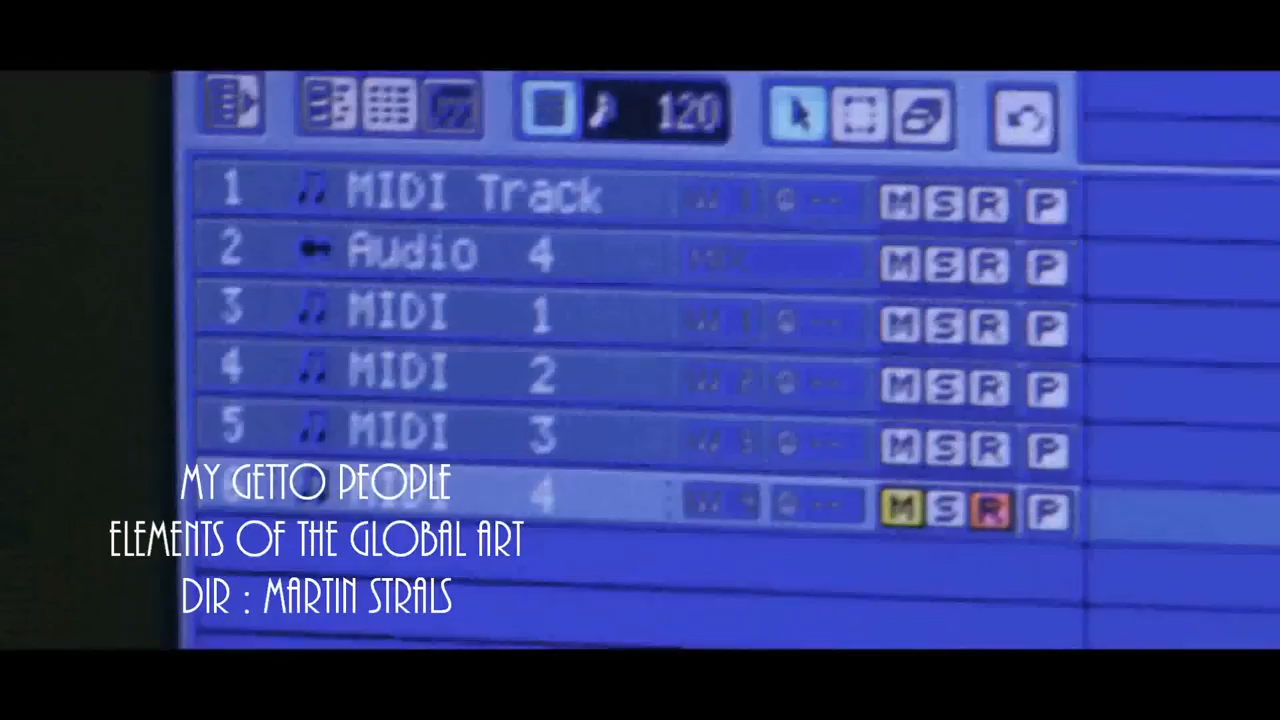 120
1 MIDI Track M S R P
2 Audio 4 M S R P
3 MIDI 1 M S R P
4 MIDI 2 M S R P
5 MIDI 3 M S R P
MIDI 4 M S R P
MY GETTO PEOPLE
ELEMENTS OF THE GLOBAL ART
DIR : MARTIN STRALS